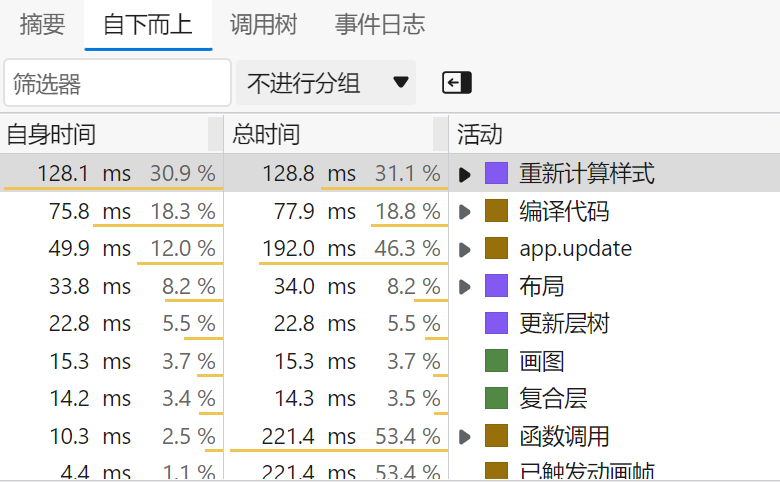 摘要 自下而上 调用树 事件日志
筛选器 不进行分组
自身时间 总时间 活动
128.1 ms 30.9 % 128.8 ms 31.1 % 重新计算样式
75.8 ms 18.3 % 77.9 ms 18.8 % 编译代码
49.9 ms 12.0 % 192.0 ms 46.3 % app.update
33.8 ms 8.2 % 34.0 ms 8.2 % 布局
22.8 ms 5.5 % 22.8 ms 5.5 % 更新层树
15.3 ms 3.7 % 15.3 ms 3.7 % 画图
14.2 ms 3.4 % 14.3 ms 3.5 % 复合层
10.3 ms 2.5 % 221.4 ms 53.4 % 函数调用
4.4 ms 1.1 % 221.4 ms 53.4 % 已触发动画帧